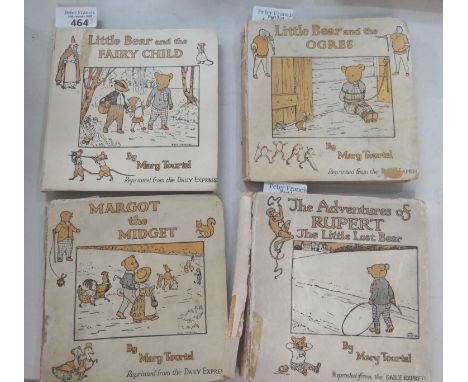 Peter Francis
464
Little Bear and the
FAIRY CHILD
By
Mary Tourtel
Reprinted from the DAILY EXPRESS
Peter Francis
Little Bear and the
OGRES
By Mary Tourtel
Reprinted from the
MARGOT
the
MIDGET
By
Mary Tourtel
Reprinted from the DAILY EXPRE
Peter Francis
The Adventures of
RUPERT
The Little Lost Bear
By Mary Tourtel
Reprinted from the DAILY EXPRESS